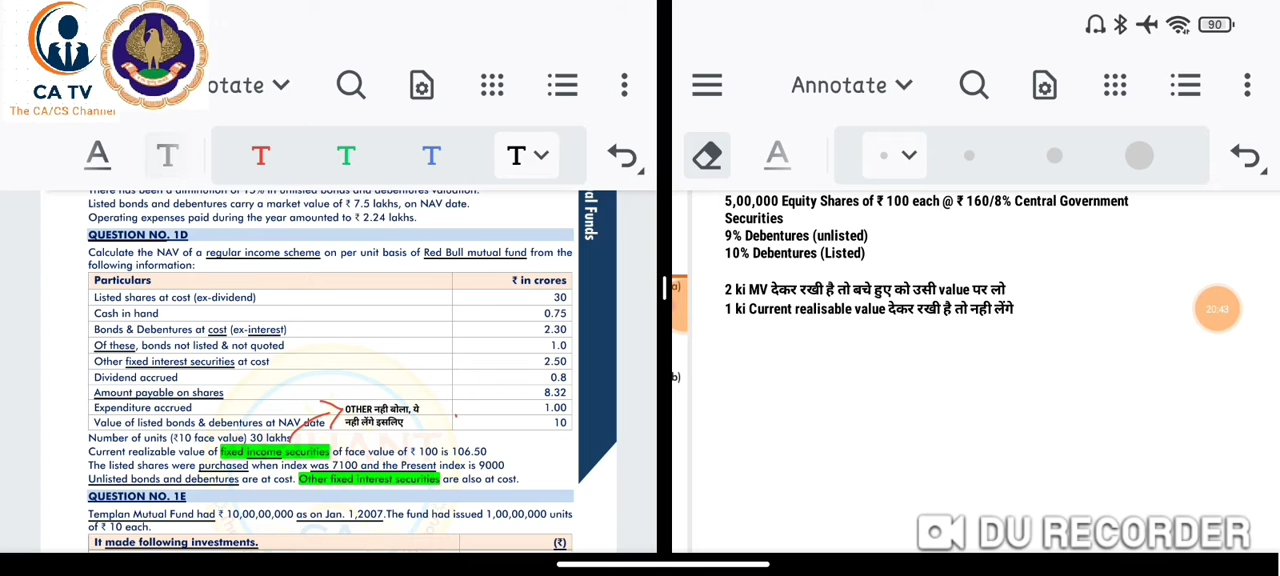 CA TV
The CA/CS Channel
otate
Annotate
90
A T T T T T
A
There has been a diminution of 15% in unlisted bonds and debentures valuation.
Listed bonds and debentures carry a market value of ₹ 7.5 lakhs, on NAV date.
Operating expenses paid during the year amounted to ₹ 2.24 lakhs.
QUESTION NO. 1D
Calculate the NAV of a regular income scheme on per unit basis of Red Bull mutual fund from the
following information:
Particulars ₹ in crores
Listed shares at cost (ex-dividend) 30
Cash in hand 0.75
Bonds & Debentures at cost (ex-interest) 2.30
Of these, bonds not listed & not quoted 1.0
Other fixed interest securities at cost 2.50
Dividend accrued 0.8
Amount payable on shares 8.32
Expenditure accrued 1.00
Value of listed bonds & debentures at NAV date 10
OTHER नही बोला, ये
नही लेंगे इसलिए
Number of units (₹10 face value) 30 lakhs
Current realizable value of fixed income securities of face value of ₹ 100 is 106.50
The listed shares were purchased when index was 7100 and the Present index is 9000
Unlisted bonds and debentures are at cost. Other fixed interest securities are also at cost.
QUESTION NO. 1E
Templan Mutual Fund had ₹ 10,00,00,000 as on Jan. 1,2007.The fund had issued 1,00,00,000 units
of ₹ 10 each.
It made following investments. (₹)
al Funds
a)
b)
5,00,000 Equity Shares of ₹ 100 each @ ₹ 160/8% Central Government
Securities
9% Debentures (unlisted)
10% Debentures (Listed)
2 ki MV देकर रखी है तो बचे हुए को उसी value पर लो
1 ki Current realisable value देकर रखी है तो नही लेंगे
20:43
DU RECORDER